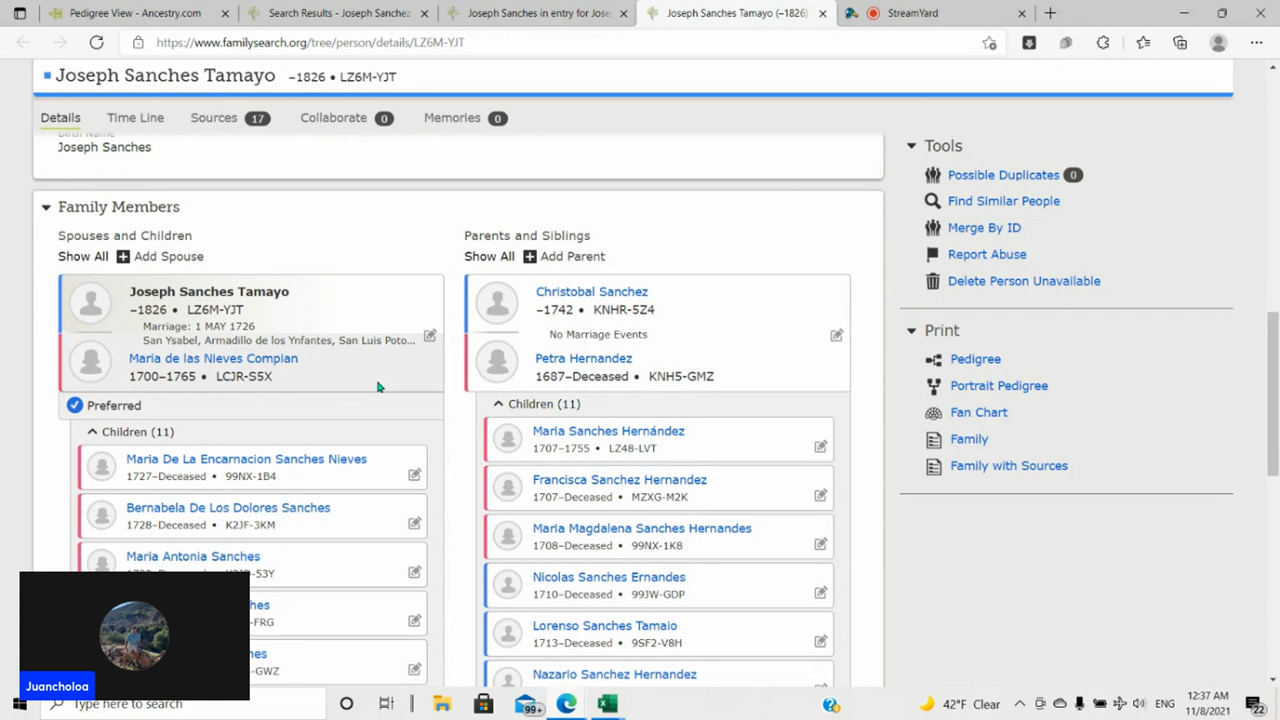 Pedigree View - Ancestry.com
Search Results - Joseph Sanchez
Joseph Sanches in entry for Jose
Joseph Sanches Tamayo (–1826)
StreamYard
https://www.familysearch.org/tree/person/details/LZ6M-YJT
Joseph Sanches Tamayo –1826 • LZ6M-YJT
Details Time Line Sources 17 Collaborate 0 Memories 0
Birth Name
Joseph Sanches
Family Members
Spouses and Children
Show All Add Spouse
Joseph Sanches Tamayo
–1826 • LZ6M-YJT
Marriage: 1 MAY 1726
San Ysabel, Armadillo de los Ynfantes, San Luis Poto...
Maria de las Nieves Compian
1700–1765 • LCJR-S5X
Preferred
Children (11)
Maria De La Encarnacion Sanches Nieves
1727–Deceased • 99NX-1B4
Bernabela De Los Dolores Sanches
1728–Deceased • K2JF-3KM
Maria Antonia Sanches
-53Y
hes
-FRG
nes
-GWZ
Parents and Siblings
Show All Add Parent
Christobal Sanchez
–1742 • KNHR-5Z4
No Marriage Events
Petra Hernandez
1687–Deceased • KNH5-GMZ
Children (11)
Maria Sanches Hernández
1707–1755 • LZ48-LVT
Francisca Sanchez Hernandez
1707–Deceased • MZXG-M2K
Maria Magdalena Sanches Hernandes
1708–Deceased • 99NX-1K8
Nicolas Sanches Ernandes
1710–Deceased • 99JW-GDP
Lorenso Sanches Tamaio
1713–Deceased • 9SF2-V8H
Nazario Sanchez Hernandez
Tools
Possible Duplicates 0
Find Similar People
Merge By ID
Report Abuse
Delete Person Unavailable
Print
Pedigree
Portrait Pedigree
Fan Chart
Family
Family with Sources
Juancholoa
Type here to search
99+
42°F Clear
ENG
12:37 AM
11/8/2021
22